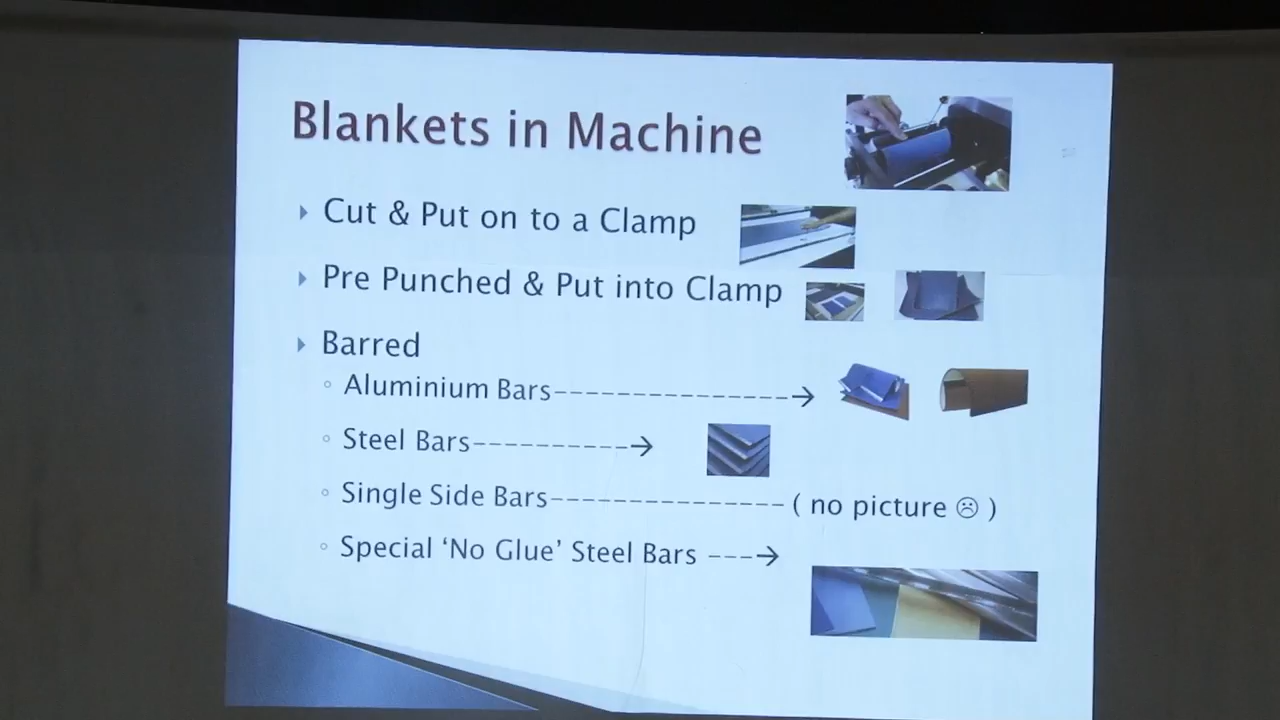 Blankets in Machine
Cut & Put on to a Clamp
Pre Punched & Put into Clamp
Barred
Aluminium Bars---------------→
Steel Bars----------→
Single Side Bars--------------- ( no picture ☹ )
Special ‘No Glue’ Steel Bars ---→